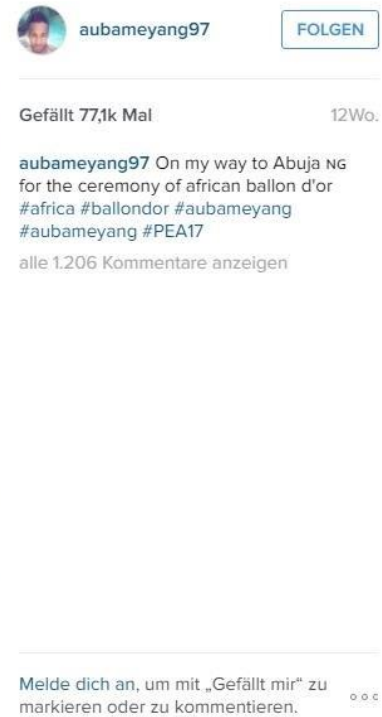 aubameyang97 FOLGEN
Gefällt 77,1k Mal 12Wo.
aubameyang97 On my way to Abuja NG
for the ceremony of african ballon d'or
#africa #ballondor #aubameyang
#aubameyang #PEA17
alle 1.206 Kommentare anzeigen
Melde dich an, um mit „Gefällt mir“ zu
markieren oder zu kommentieren.